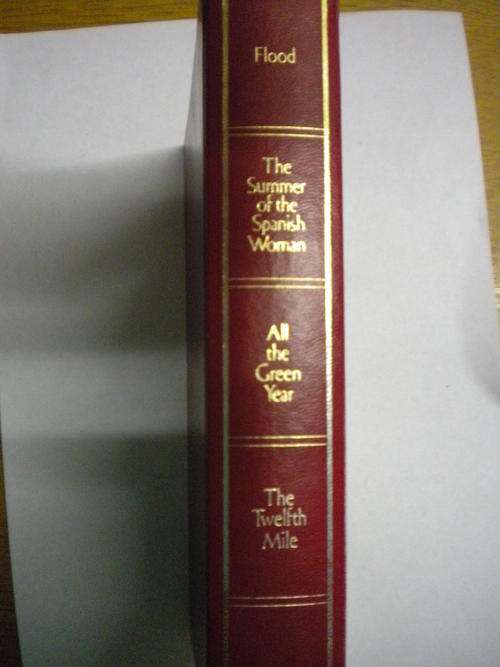 Flood
The
Summer
of the
Spanish
Woman
All
the
Green
Year
The
Twelfth
Mile